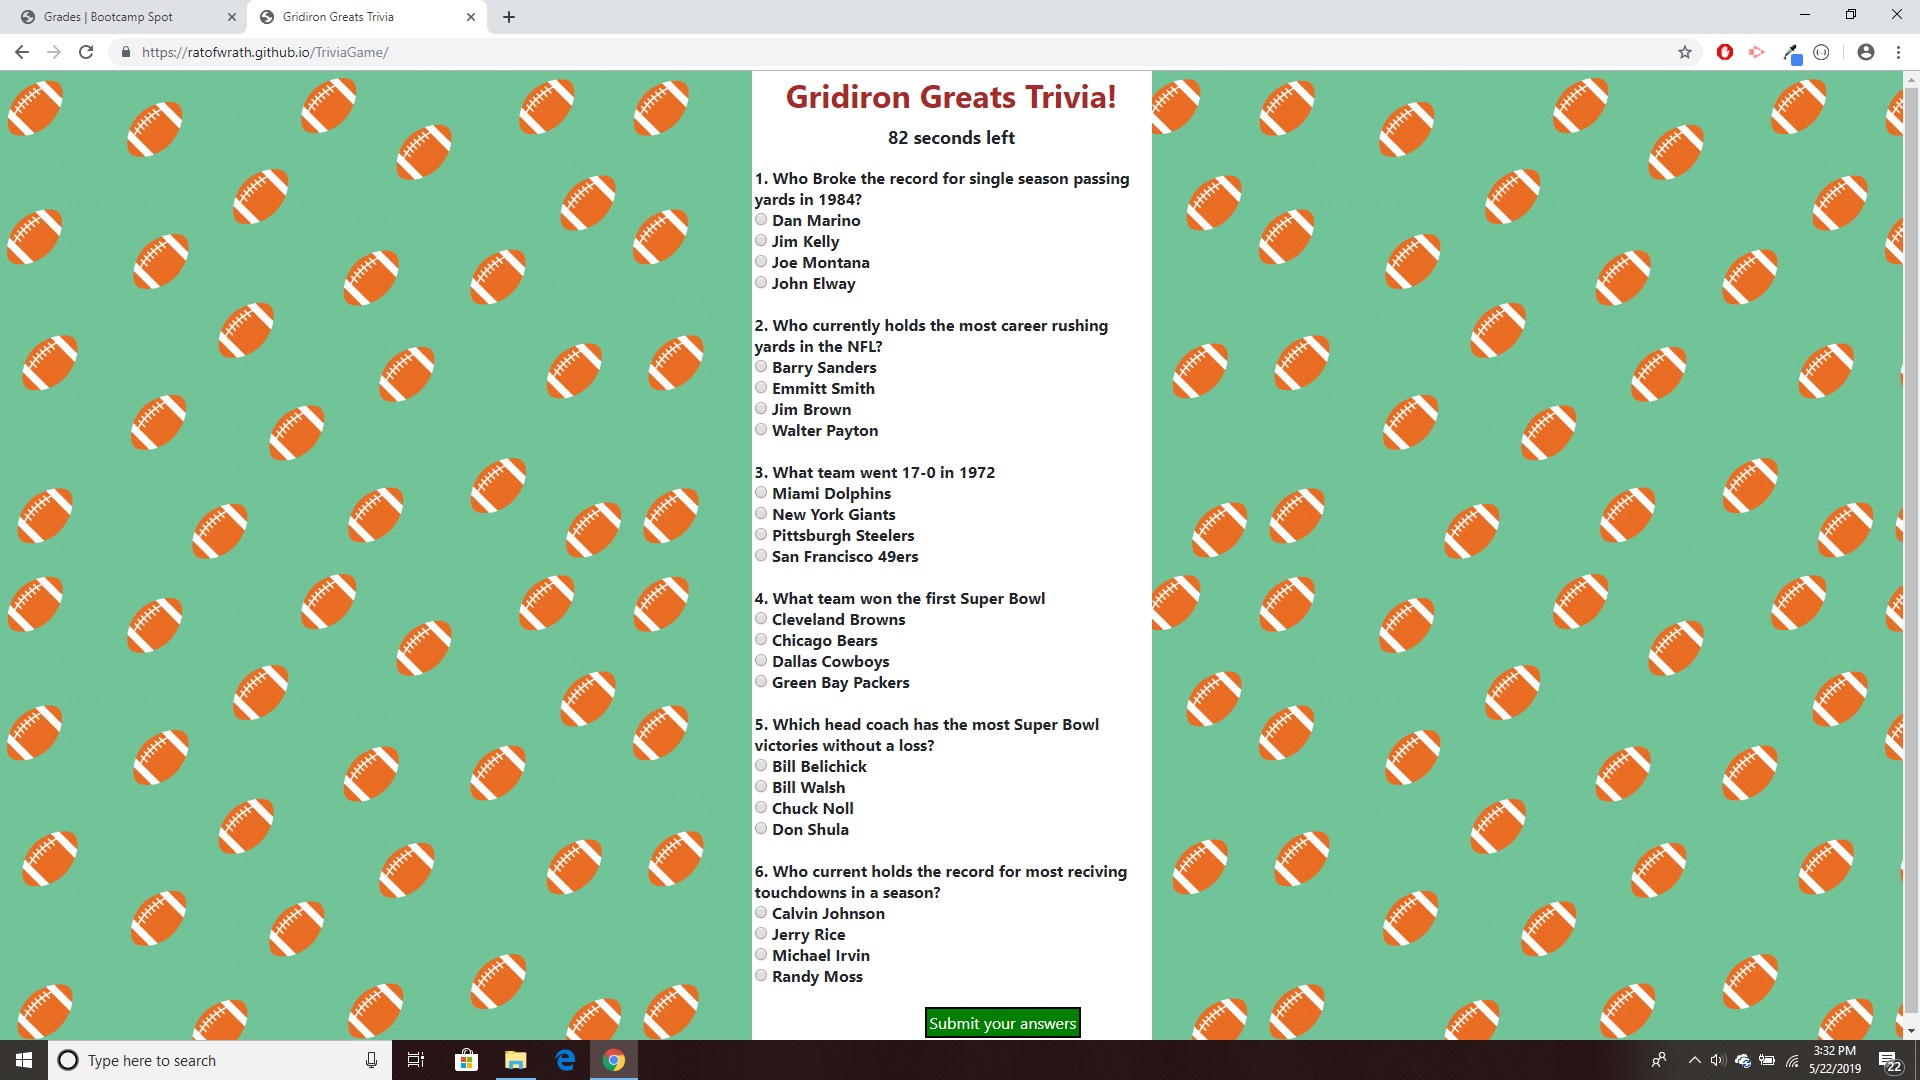 Grades | Bootcamp Spot
Gridiron Greats Trivia
https://ratofwrath.github.io/TriviaGame/
Gridiron Greats Trivia!
82 seconds left
1. Who Broke the record for single season passing
yards in 1984?
Dan Marino
Jim Kelly
Joe Montana
John Elway
2. Who currently holds the most career rushing
yards in the NFL?
Barry Sanders
Emmitt Smith
Jim Brown
Walter Payton
3. What team went 17-0 in 1972
Miami Dolphins
New York Giants
Pittsburgh Steelers
San Francisco 49ers
4. What team won the first Super Bowl
Cleveland Browns
Chicago Bears
Dallas Cowboys
Green Bay Packers
5. Which head coach has the most Super Bowl
victories without a loss?
Bill Belichick
Bill Walsh
Chuck Noll
Don Shula
6. Who current holds the record for most reciving
touchdowns in a season?
Calvin Johnson
Jerry Rice
Michael Irvin
Randy Moss
Submit your answers
Type here to search
3:32 PM
5/22/2019
22